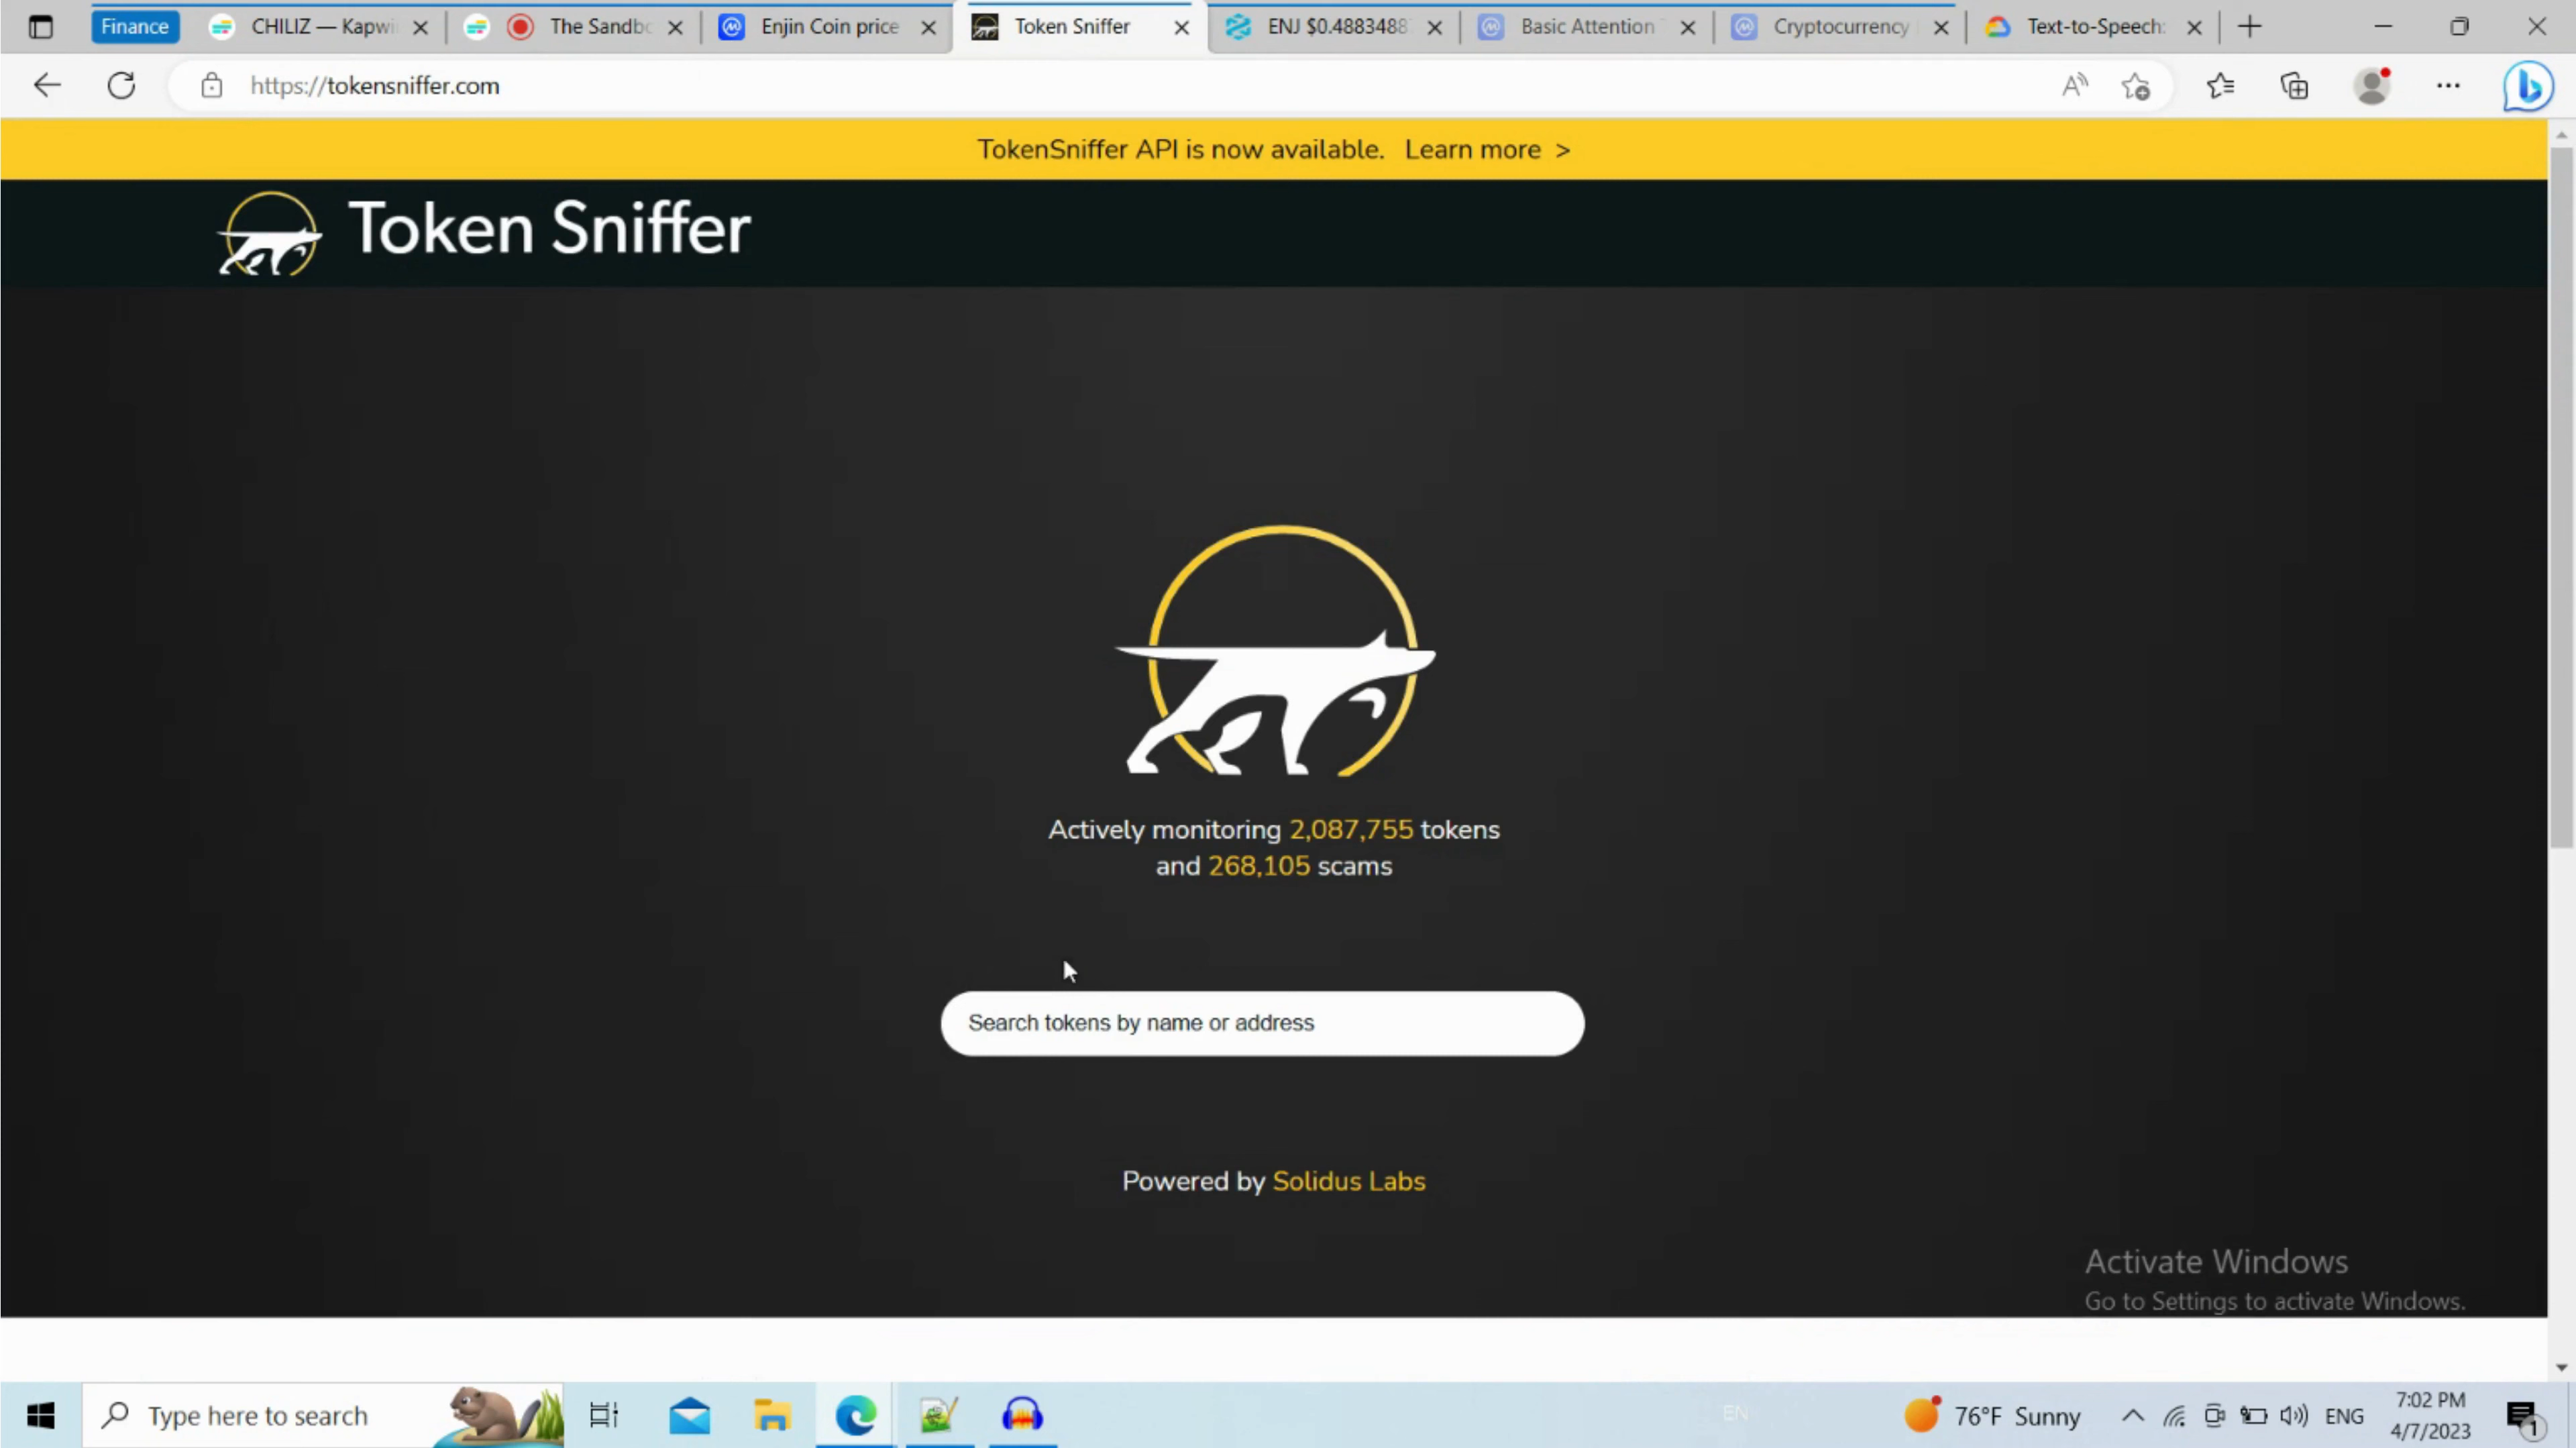 Finance
CHILIZ — Kapwi
The Sandbo
Enjin Coin price
Token Sniffer
ENJ $0.4883488
Basic Attention
Cryptocurrency
Text-to-Speech:
https://tokensniffer.com
TokenSniffer API is now available. Learn more >
Token Sniffer
Actively monitoring 2,087,755 tokens
and 268,105 scams
Search tokens by name or address
Powered by Solidus Labs
Activate Windows
Go to Settings to activate Windows.
Type here to search
EN
76°F Sunny
ENG
7:02 PM
4/7/2023
1